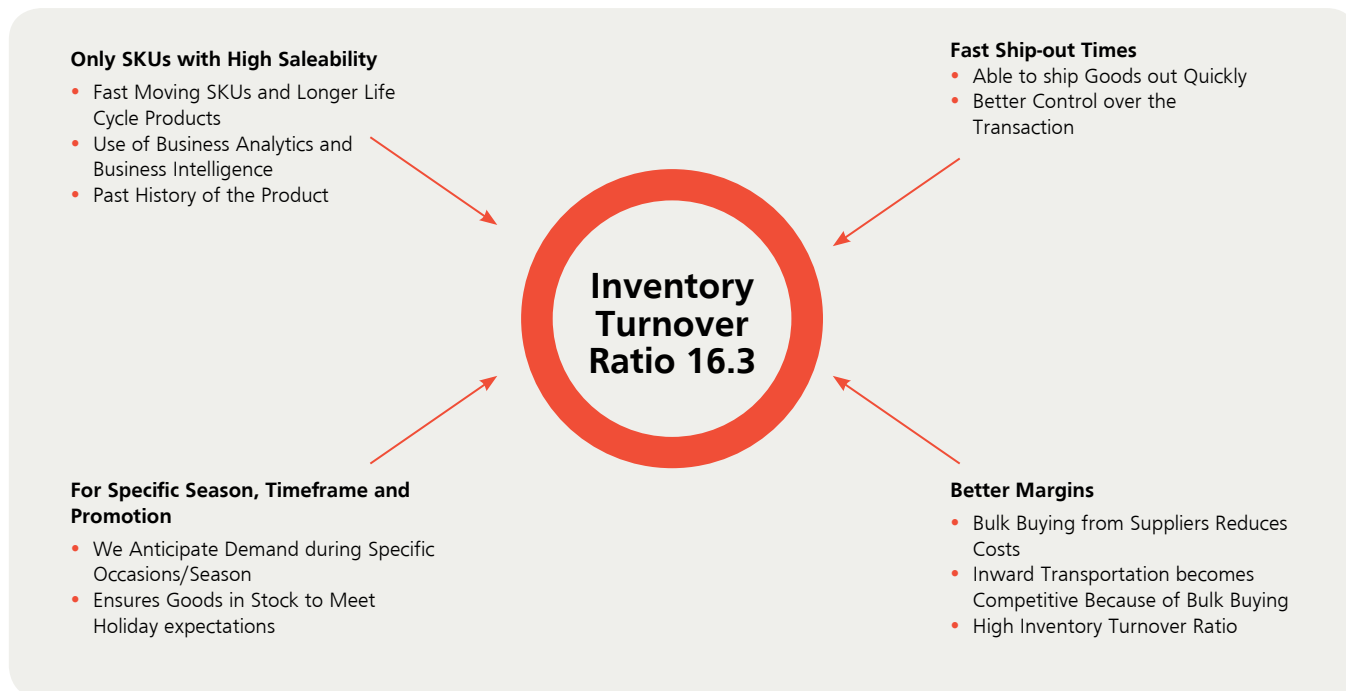 Only SKUs with High Saleability
• Fast Moving SKUs and Longer Life
Cycle Products
• Use of Business Analytics and
Business Intelligence
• Past History of the Product
Fast Ship-out Times
• Able to ship Goods out Quickly
• Better Control over the
Transaction
Inventory
Turnover
Ratio 16.3
For Specific Season, Timeframe and
Promotion
• We Anticipate Demand during Specific
Occasions/Season
• Ensures Goods in Stock to Meet
Holiday expectations
Better Margins
• Bulk Buying from Suppliers Reduces
Costs
• Inward Transportation becomes
Competitive Because of Bulk Buying
• High Inventory Turnover Ratio